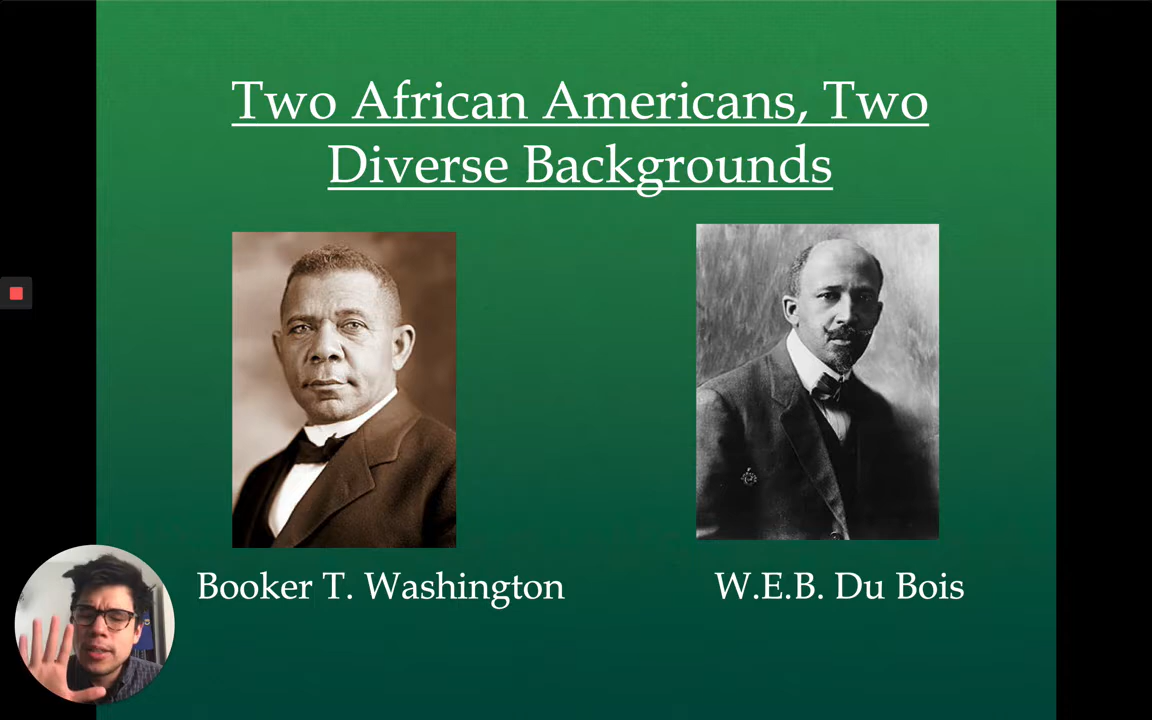 Two African Americans, Two
Diverse Backgrounds
Booker T. Washington
W.E.B. Du Bois